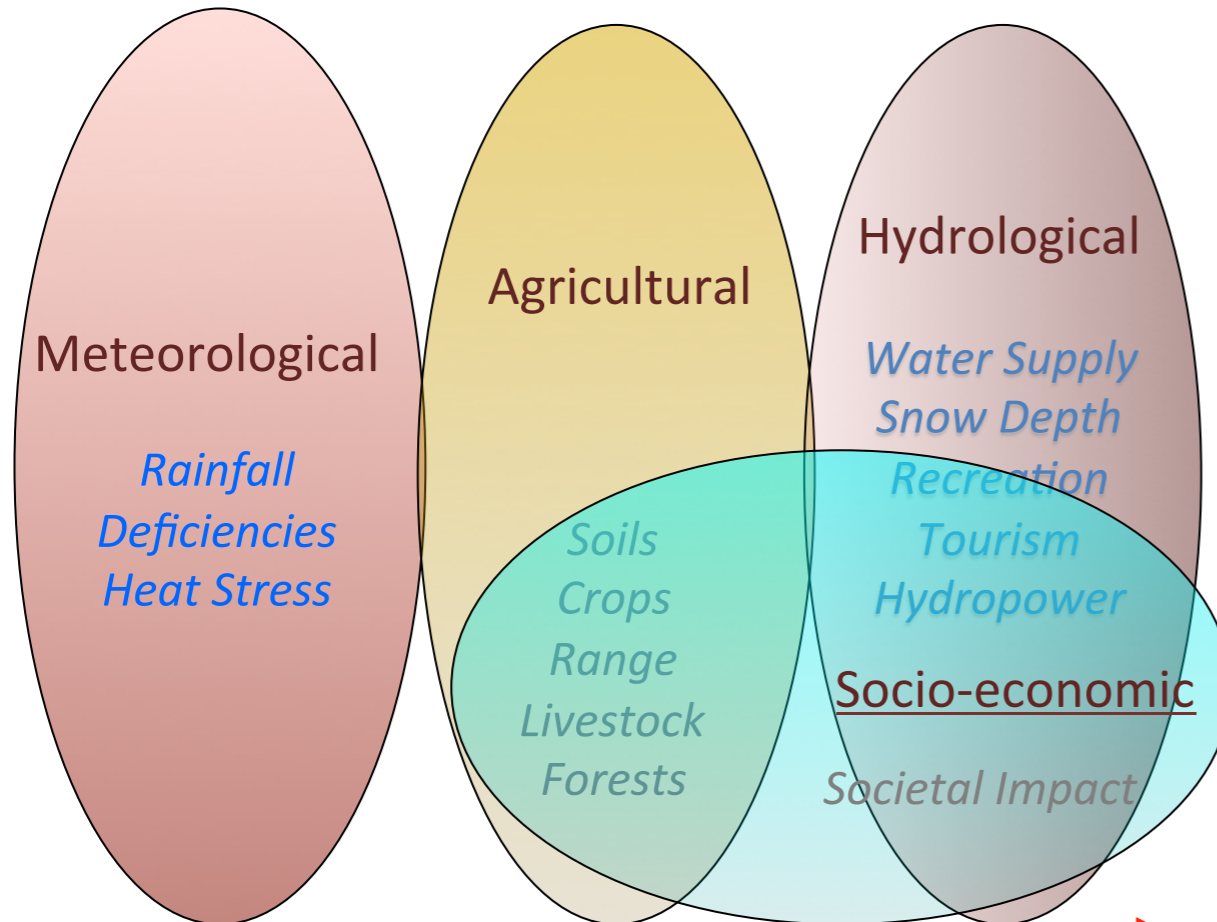 Meteorological
Rainfall
Deficiencies
Heat Stress
Agricultural
Soils
Crops
Range
Livestock
Forests
Hydrological
Water Supply
Snow Depth
Recreation
Tourism
Hydropower
Socio-economic
Societal Impact